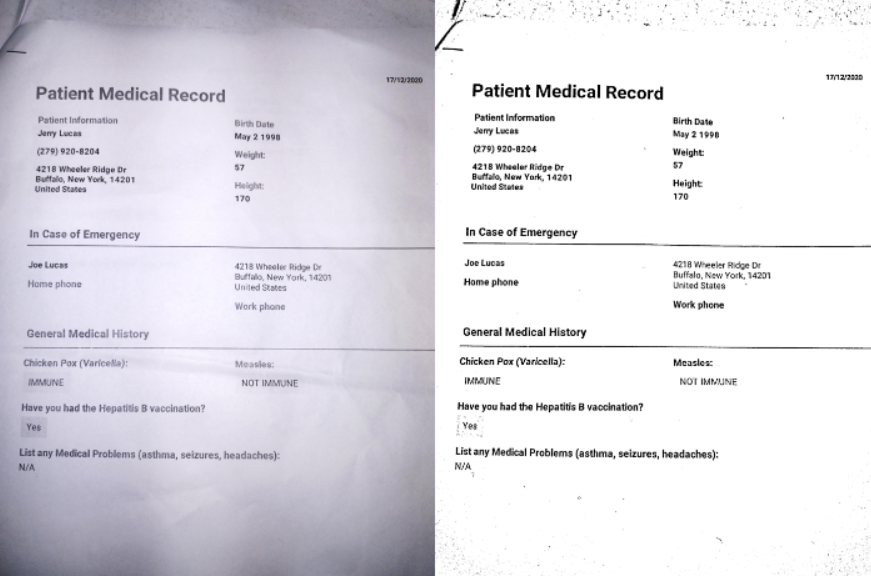 17/12/2020
Patient Medical Record
Patient Information
Jerry Lucas
(279) 920-8204
4218 Wheeler Ridge Dr
Buffalo, New York, 14201
United States
Birth Date
May 2 1998
Weight:
57
Height:
170
In Case of Emergency
Joe Lucas
Home phone
4218 Wheeler Ridge Dr
Buffalo, New York, 14201
United States
Work phone
General Medical History
Chicken Pox (Varicella):
IMMUNE
Measles:
NOT IMMUNE
Have you had the Hepatitis B vaccination?
Yes
List any Medical Problems (asthma, seizures, headaches):
N/A
17/12/2020
Patient Medical Record
Patient Information
Jerry Lucas
(279) 920-8204
4218 Wheeler Ridge Dr
Buffalo, New York, 14201
United States
Birth Date
May 2 1998
Weight:
57
Height:
170
In Case of Emergency
Joe Lucas
Home phone
4218 Wheeler Ridge Dr
Buffalo, New York, 14201
United States
Work phone
General Medical History
Chicken Pox (Varicella):
IMMUNE
Measles:
NOT IMMUNE
Have you had the Hepatitis B vaccination?
Yes
List any Medical Problems (asthma, seizures, headaches):
N/A